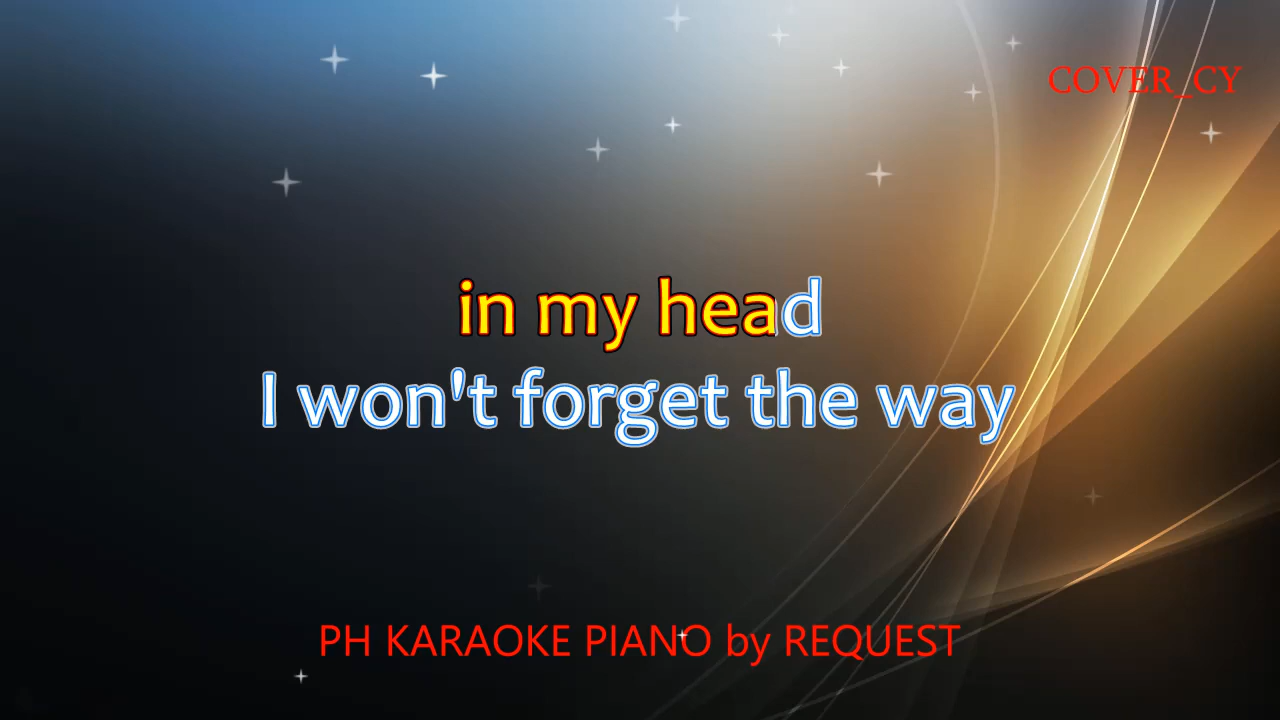 COVER_CY
in my head
I won't forget the way
PH KARAOKE PIANO by REQUEST